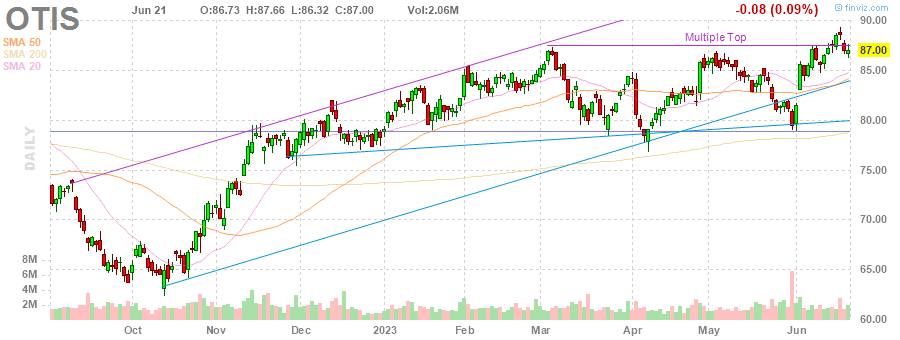 OTIS
Jun 21 O:86.73 H:87.66 L:86.32 C:87.00 Vol:2.06M
© finviz.com
-0.08 (0.09%)
SMA 50
SMA 200
SMA 20
DAILY
Multiple Top
90.00
87.00
85.00
80.00
75.00
70.00
65.00
60.00
8M
6M
4M
2M
Oct Nov Dec 2023 Feb Mar Apr May Jun